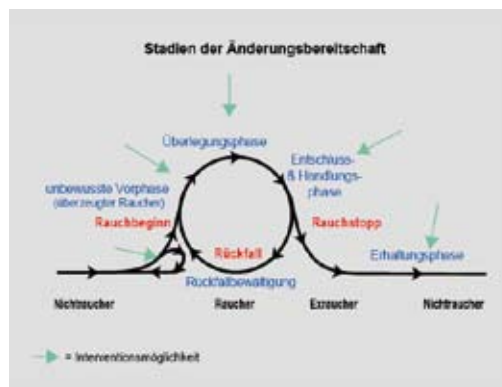 Stadien der Änderungsbereitschaft
Überlegungsphase
Entschluss-
& Handlungs-
phase
unbewusste Vorphase
(überzeugter Raucher)
Rauchbeginn
Rauchstopp
Rückfall
Erhaltungsphase
Rückfallbewältigung
Nichtraucher
Raucher
Exraucher
Nichtraucher
= Interventionsmöglichkeit